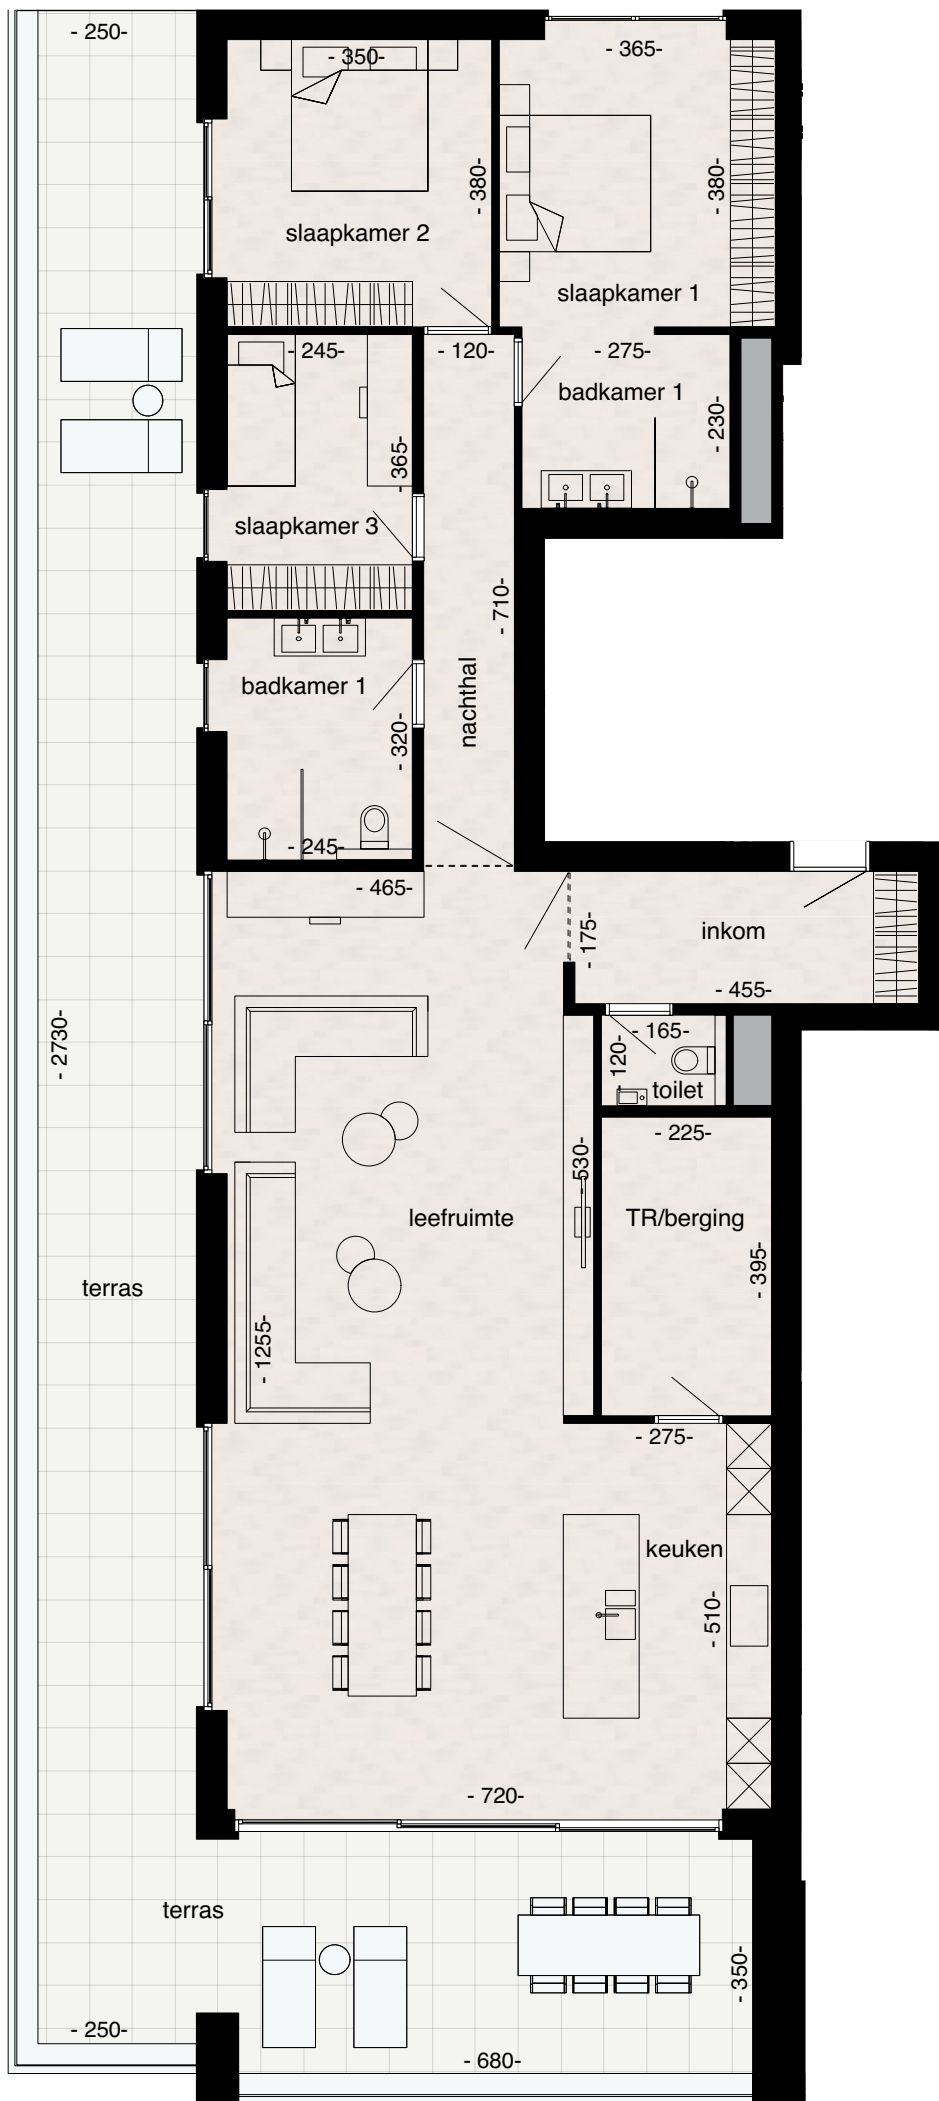 - 250-
- 350-
- 365-
- 380-
- 380-
slaapkamer 2
slaapkamer 1
- 245-
- 120-
- 275-
badkamer 1
- 230-
- 365-
slaapkamer 3
- 710-
badkamer 1
nachthal
- 320-
- 245-
- 465-
- 175-
inkom
- 455-
- 2730-
- 165-
- 120-
toilet
- 225-
- 530-
leefruimte
TR/berging
- 395-
terras
- 1255-
- 275-
keuken
- 510-
- 720-
terras
- 350-
- 250-
- 680-